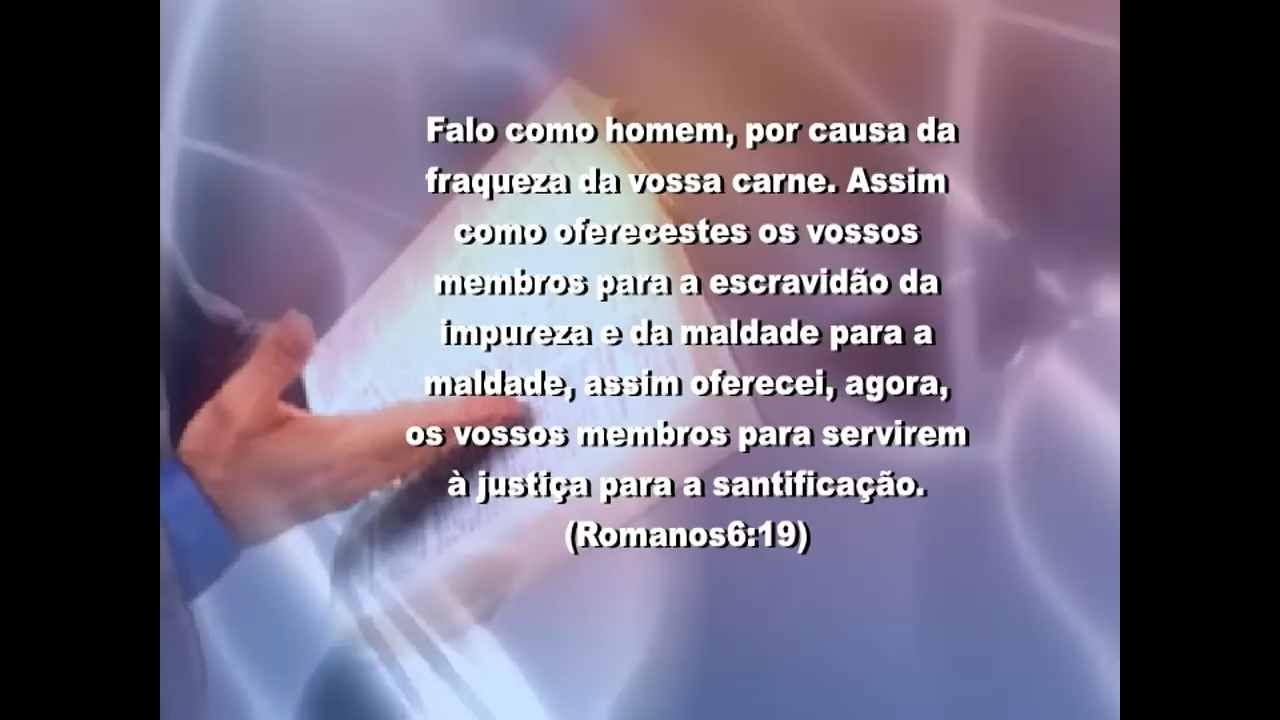 Falo como homem, por causa da
fraqueza da vossa carne. Assim
como oferecestes os vossos
membros para a escravidão da
impureza e da maldade para a
maldade, assim oferecei, agora,
os vossos membros para servirem
à justiça para a santificação.
(Romanos6:19)